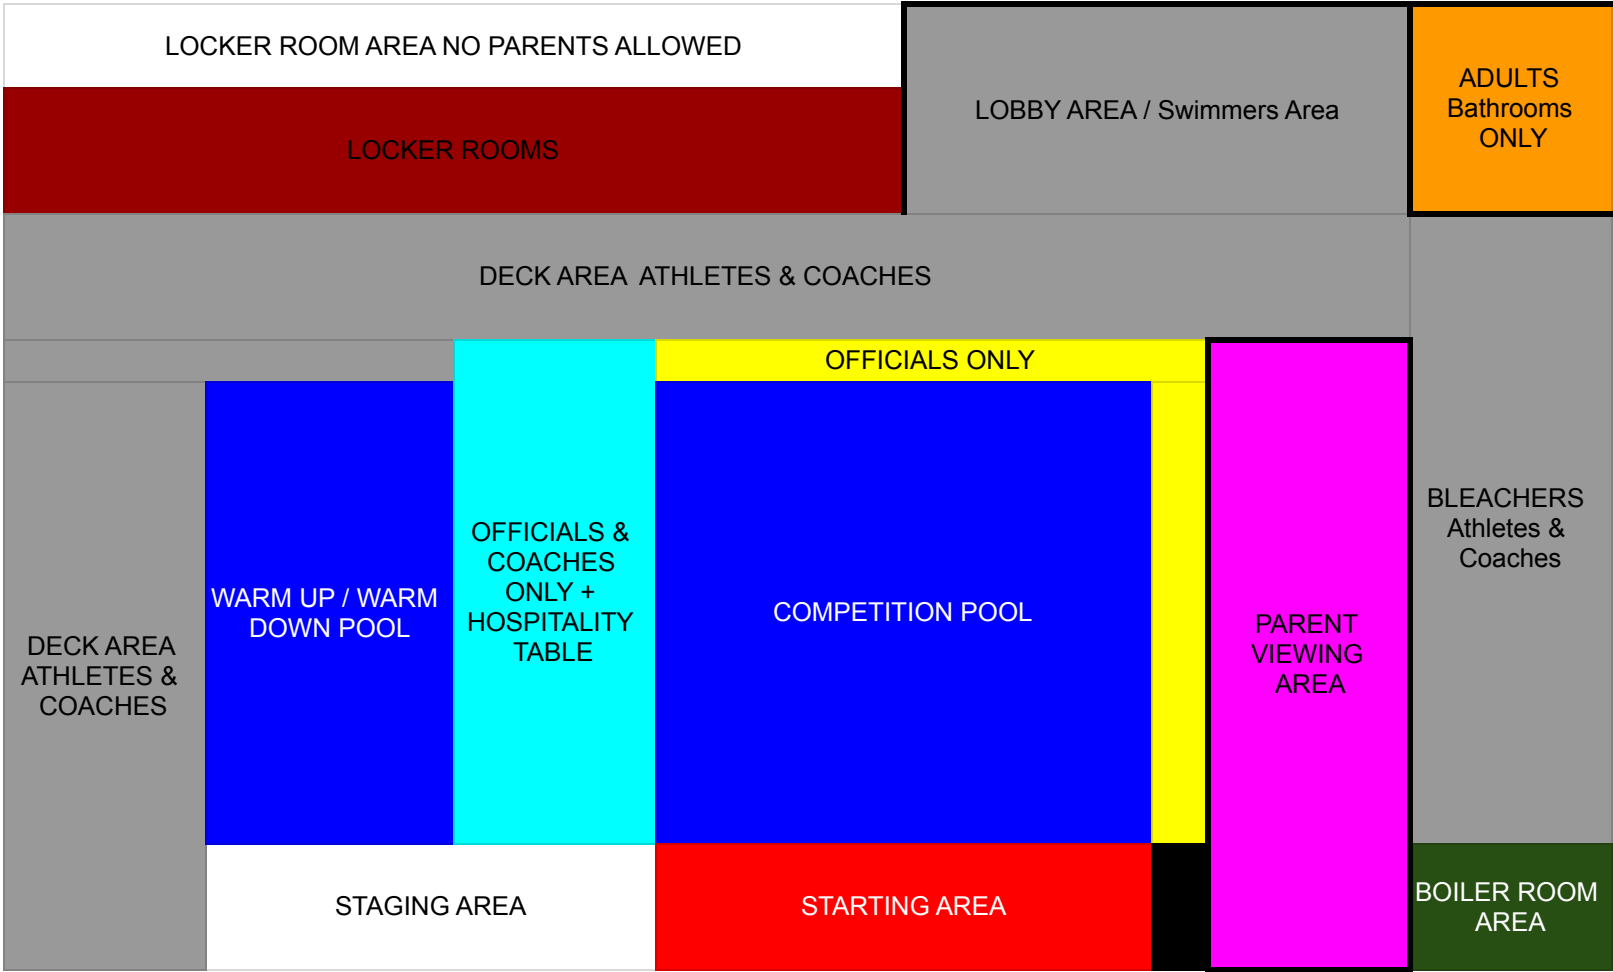 LOCKER ROOM AREA NO PARENTS ALLOWED
LOCKER ROOMS
LOBBY AREA / Swimmers Area
ADULTS
Bathrooms
ONLY
DECK AREA  ATHLETES & COACHES
OFFICIALS ONLY
DECK AREA
ATHLETES &
COACHES
WARM UP / WARM
DOWN POOL
OFFICIALS &
COACHES
ONLY +
HOSPITALITY
TABLE
COMPETITION POOL
PARENT
VIEWING
AREA
BLEACHERS
Athletes &
Coaches
STAGING AREA
STARTING AREA
BOILER ROOM
AREA